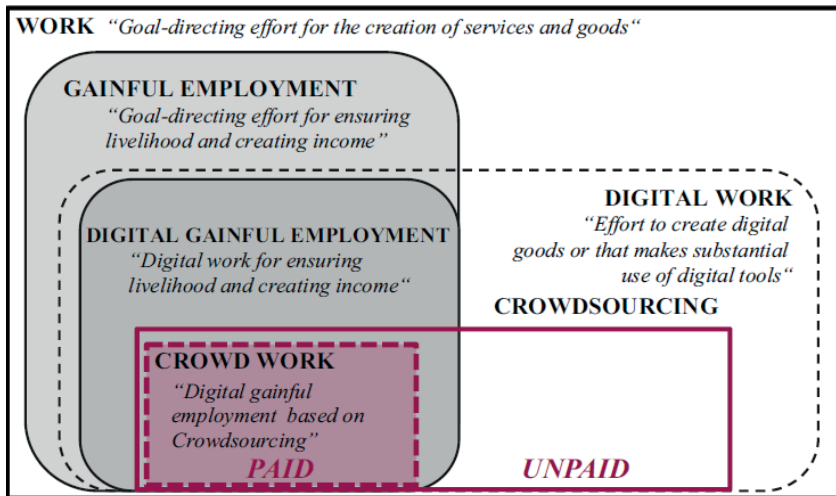 WORK “Goal-directing effort for the creation of services and goods“
GAINFUL EMPLOYMENT
“Goal-directing effort for ensuring
livelihood and creating income“
DIGITAL WORK
“Effort to create digital
goods or that makes substantial
use of digital tools“
DIGITAL GAINFUL EMPLOYMENT
“Digital work for ensuring
livelihood and creating income“
CROWDSOURCING
CROWD WORK
“Digital gainful
employment based on
Crowdsourcing”
PAID
UNPAID